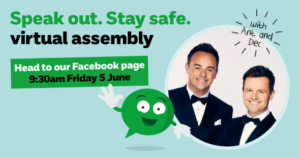 Speak out. Stay safe.
virtual assembly
Head to our Facebook page
9:30am Friday 5 June
with
Ant and
Dec